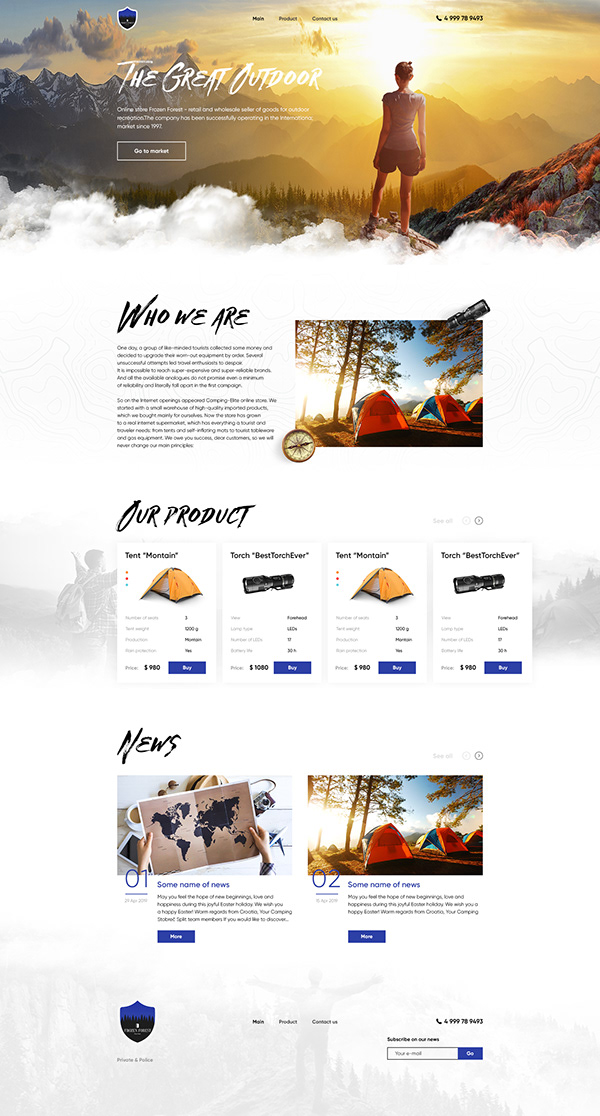 Main Product Contact us 4 999 78 9493
The Great Outdoor
Online store Frozen Forest - retail and wholesale seller of goods for outdoor
recreation.The company has been successfully operating in the International
market since 1997.
Go to market
Who we are
One day, a group of like-minded tourists collected some money and
decided to upgrade their worn-out equipment by order. Several
unsuccessful attempts led travel enthusiasts to despair.
It is impossible to reach super-expensive and super-reliable brands.
And all the available analogues do not promise even a minimum
of reliability and literally fall apart in the first campaign.
So on the Internet openings appeared Camping-Elite online store. We
started with a small warehouse of high-quality imported products,
which we bought mainly for ourselves. Now the store has grown
to a real internet supermarket, which has everything a tourist and
traveler needs: from tents and self-inflating mats to tourist tableware
and gas equipment. We owe you success, dear customers, so we will
never change our main principles:
Our product
See all
Tent “Montain” Torch “BestTorchEver” Tent “Montain” Torch “BestTorchEver”
Number of seats 3 View Forehead Number of seats 3 View Forehead
Tent weight 1200 g Lamp type LEDs Tent weight 1200 g Lamp type LEDs
Production Montain Number of LEDs 17 Production Montain Number of LEDs 17
Rain protection Yes Battery life 30 h Rain protection Yes Battery life 30 h
Price: $ 980 Buy Price: $ 1080 Buy Price: $ 980 Buy Price: $ 980 Buy
News
See all
01 Some name of news
29 Apr 2019
May you feel the hope of new beginnings, love and
happiness during this joyful Easter holiday. We wish you
a happy Easter! Warm regards from Croatia, Your Camping
Stobreč Split team members If you would like to discover...
More
02 Some name of news
15 Apr 2019
May you feel the hope of new beginnings, love and
happiness during this joyful Easter holiday. We wish you a
happy Easter! Warm regards from Croatia, Your Camping
More
FROZEN FOREST
Main Product Contact us 4 999 78 9493
Subscribe on our news
Your e-mail Go
Private & Police